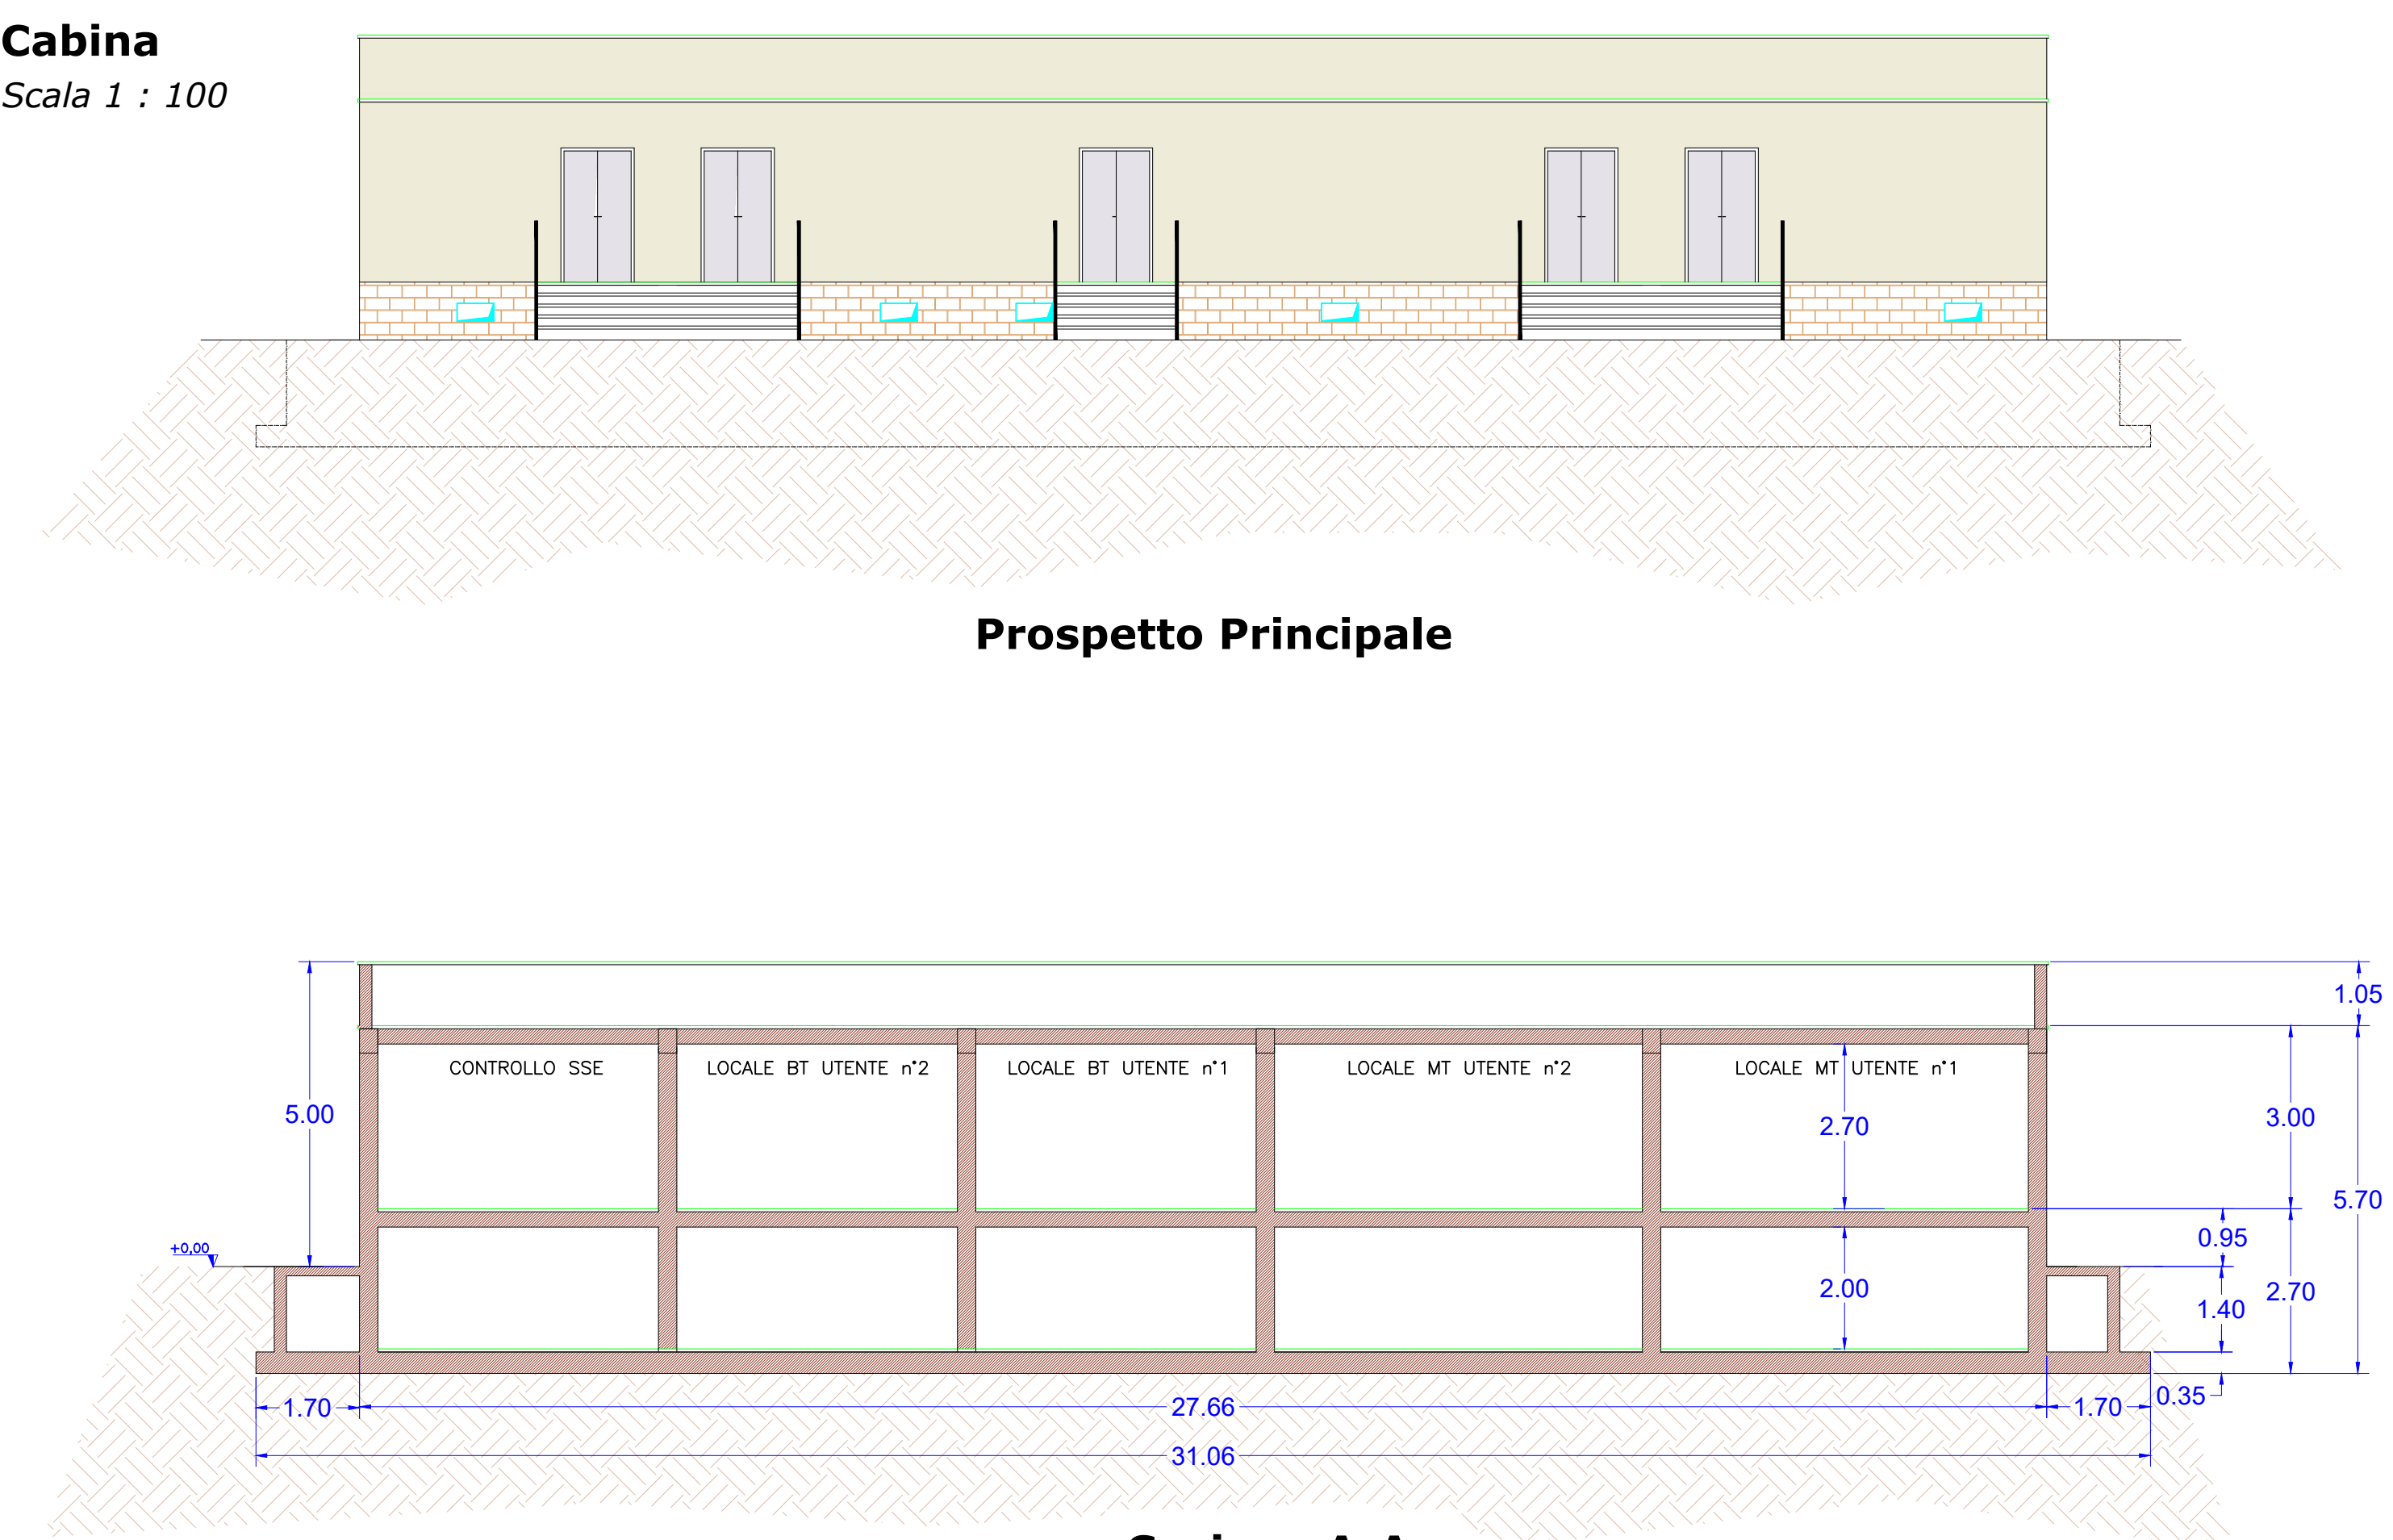 Cabina
Scala 1 : 100
Prospetto Principale
1.05
CONTROLLO SSE
LOCALE BT UTENTE n°2
LOCALE BT UTENTE n°1
LOCALE MT UTENTE n°2
LOCALE MT UTENTE n°1
5.00
2.70
3.00
5.70
+0,00
0.95
2.00
2.70
1.40
0.35
1.70
27.66
1.70
31.06